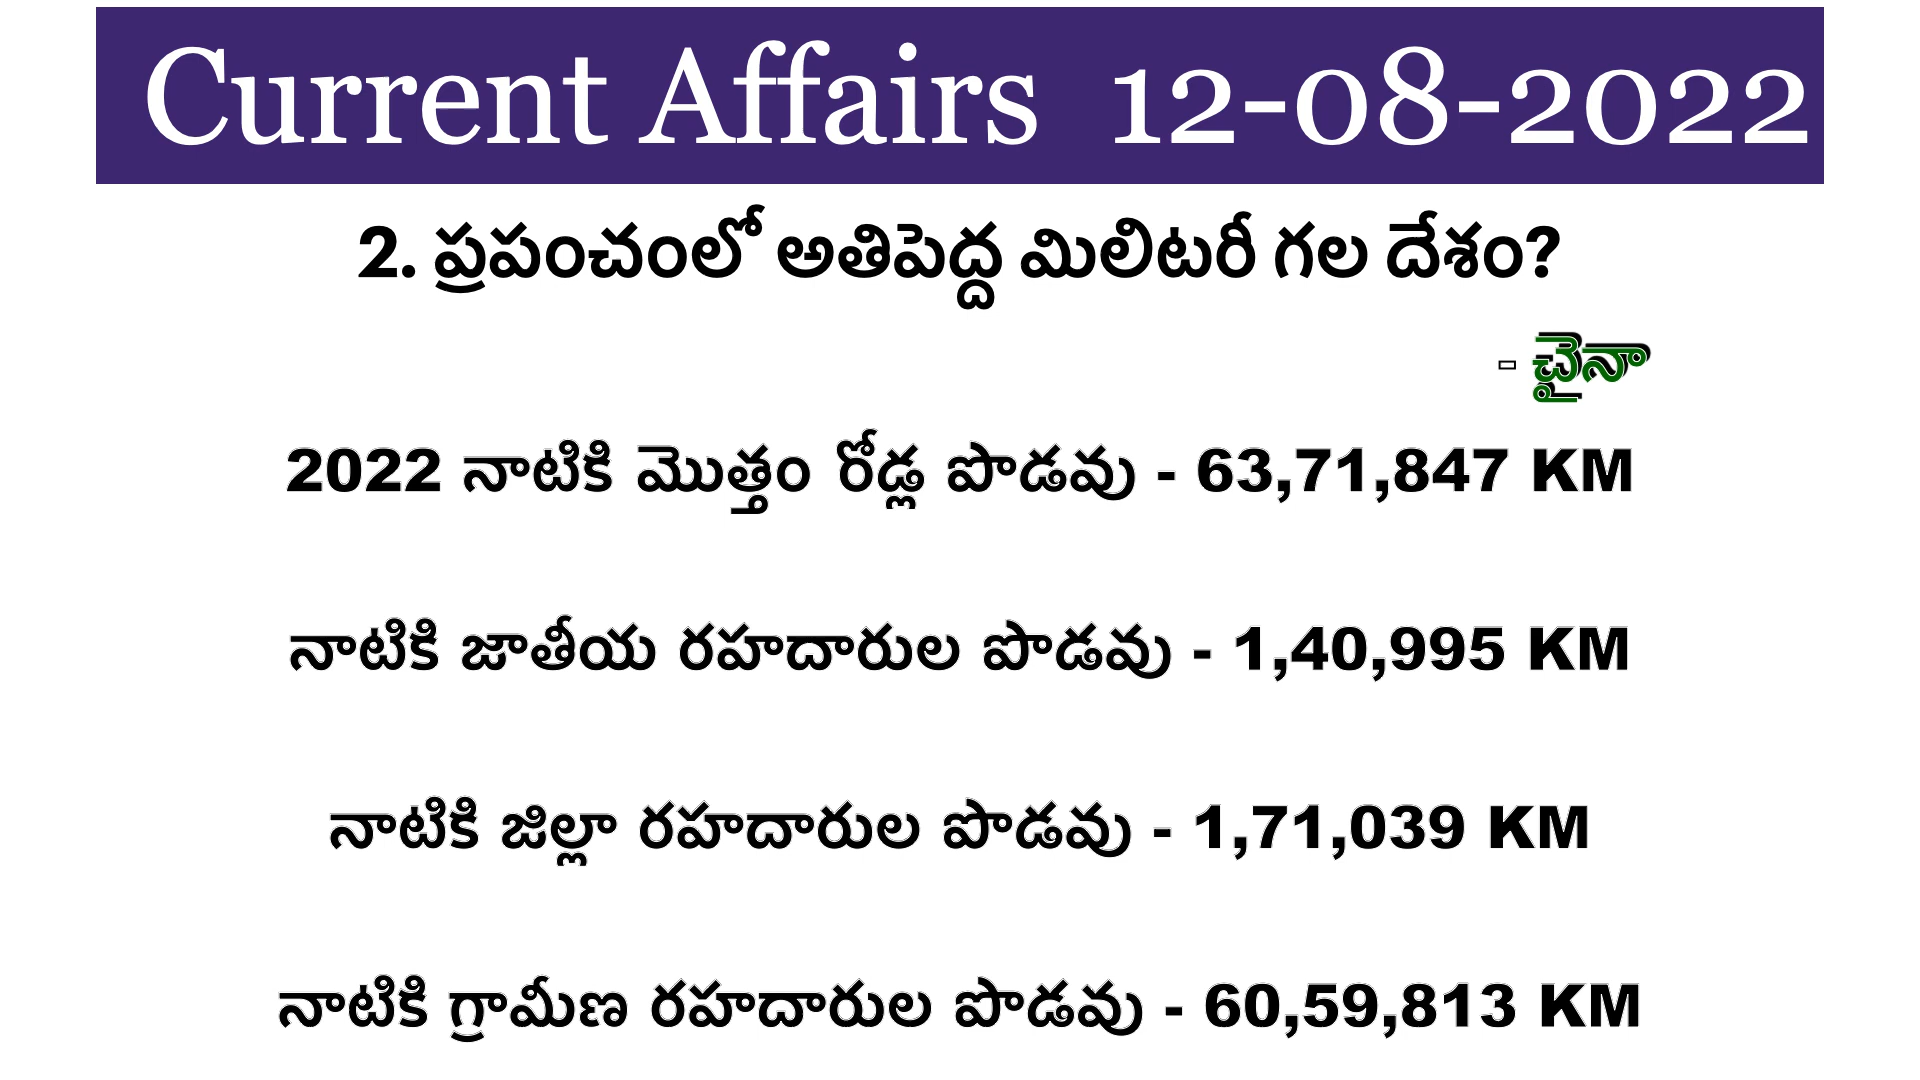 Current Affairs 12-08-2022
2. ప్రపంచంలో అతిపెద్ద మిలిటరీ గల దేశం?
- చైనా
2022 నాటికి మొత్తం రోడ్ల పొడవు - 63,71,847 KM
నాటికి జాతీయ రహదారుల పొడవు - 1,40,995 KM
నాటికి జిల్లా రహదారుల పొడవు - 1,71,039 KM
నాటికి గ్రామీణ రహదారుల పొడవు - 60,59,813 KM